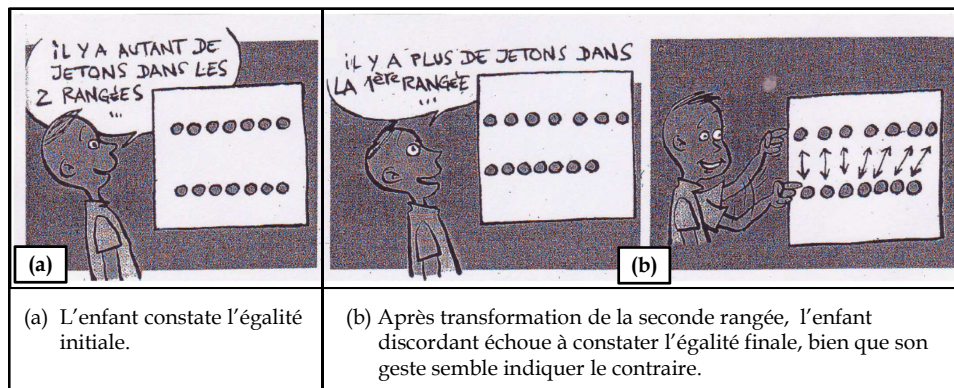 iL Y A AUTANT DE
JETONS DANS LES
2 RANGÉES
...
iL Y A PLUS DE JETONS DANS
LA 1ère RANGÉE
...
(a)
(b)
(a) L’enfant constate l’égalité
initiale.
(b) Après transformation de la seconde rangée, l’enfant
discordant échoue à constater l’égalité finale, bien que son
geste semble indiquer le contraire.